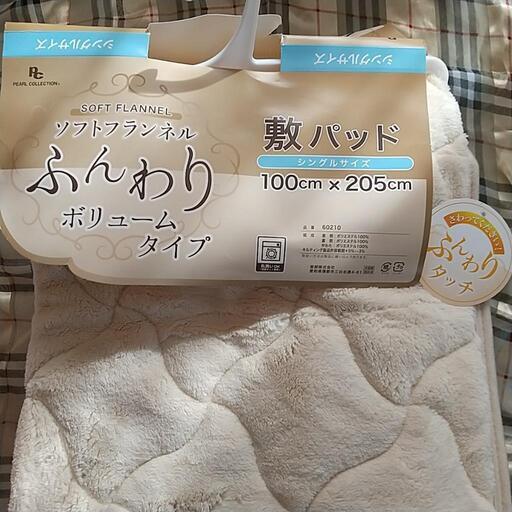 シングルサイズ
シングルサイズ
PC
PEARL COLLECTION
SOFT FLANNEL
ソフトフランネル
ふんわり
ボリューム
タイプ
敷パッド
シングルサイズ
100cm x 205cm
品番 60210
ポリエステル100%
ポリエステル100%
ポリエステル100%
さわってください!
ふんわり
タッチ